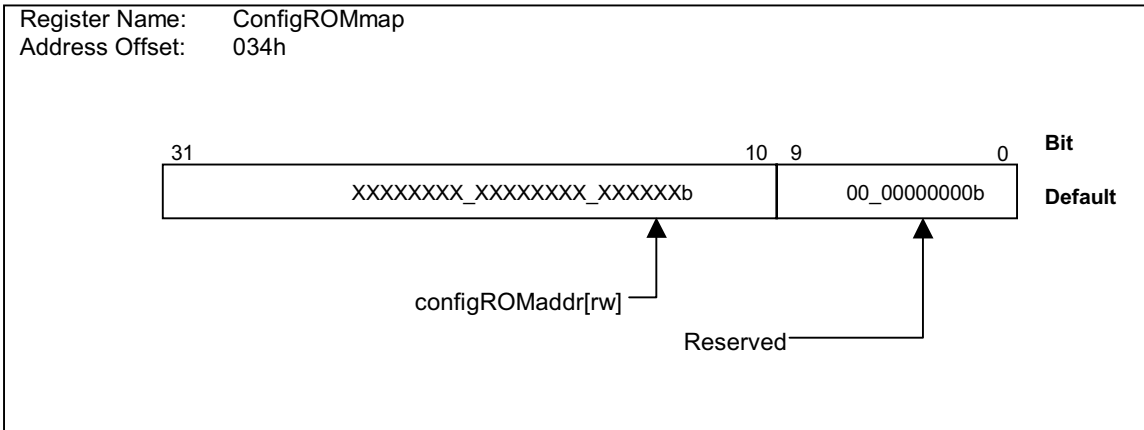 Register Name: ConfigROMmap
Address Offset: 034h
31 10 9 0 Bit
XXXXXXXX_XXXXXXXX_XXXXXXb 00_00000000b Default
configROMaddr[rw]
Reserved